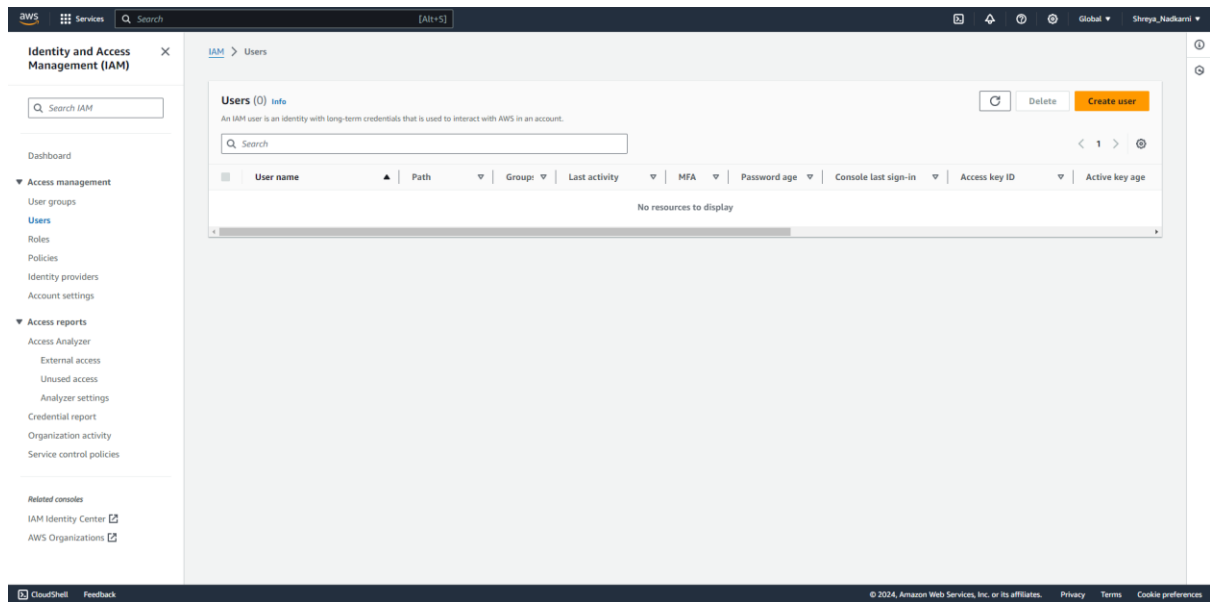 aws Services Search [Alt+S] Global Shreya_Nadkarni
Identity and Access
Management (IAM)
Search IAM
Dashboard
Access management
User groups
Users
Roles
Policies
Identity providers
Account settings
Access reports
Access Analyzer
External access
Unused access
Analyzer settings
Credential report
Organization activity
Service control policies
Related consoles
IAM Identity Center
AWS Organizations
IAM > Users
Users (0) Info
Delete Create user
An IAM user is an identity with long-term credentials that is used to interact with AWS in an account.
Search
1
User name Path Group: Last activity MFA Password age Console last sign-in Access key ID Active key age
No resources to display
CloudShell Feedback © 2024, Amazon Web Services, Inc. or its affiliates. Privacy Terms Cookie preferences